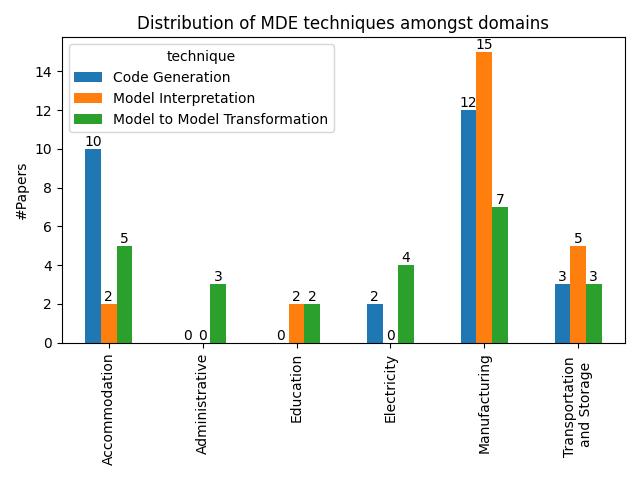 Distribution of MDE techniques amongst domains
technique
Code Generation
Model Interpretation
Model to Model Transformation
#Papers
14
12
10
8
6
4
2
0
10
2
5
0
0
3
0
2
2
2
0
4
12
15
7
3
5
3
Accommodation
Administrative
Education
Electricity
Manufacturing
Transportation
and Storage